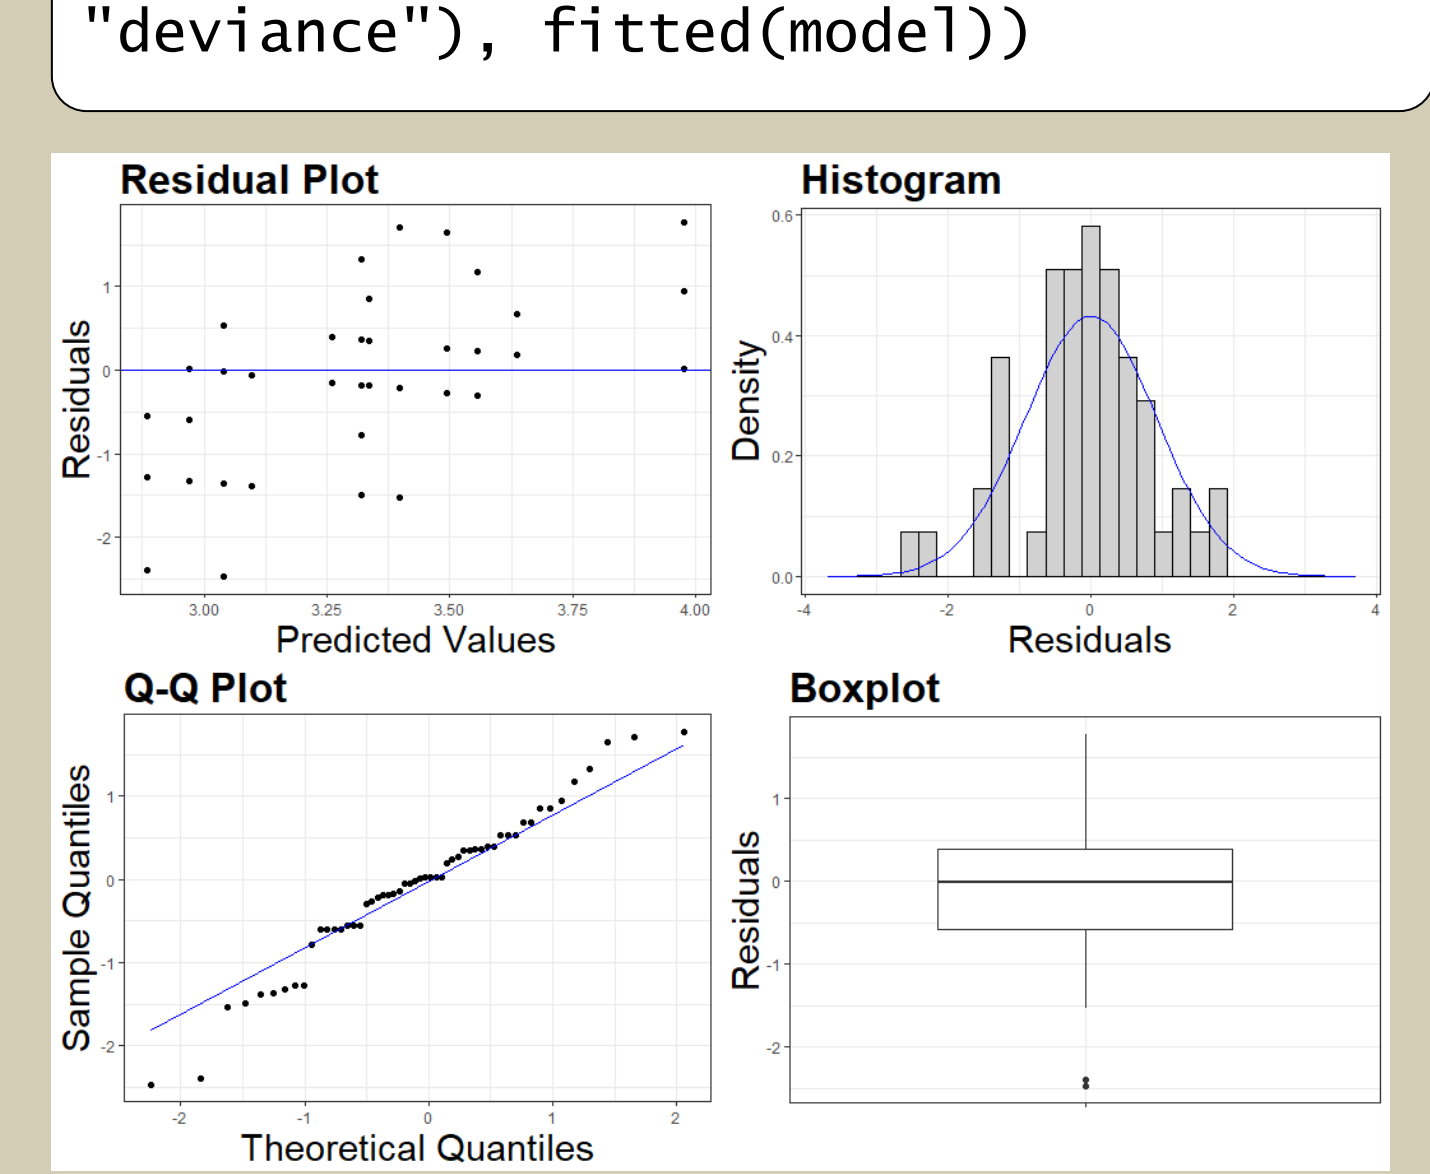 "deviance"), fitted(model))
Residual Plot
Residuals
1
0
-1
-2
3.00 3.25 3.50 3.75 4.00
Predicted Values
Histogram
Density
0.6
0.4
0.2
0.0
-4 -2 0 2 4
Residuals
Q-Q Plot
Sample Quantiles
1
0
-1
-2
-2 -1 0 1 2
Theoretical Quantiles
Boxplot
Residuals
1
0
-1
-2